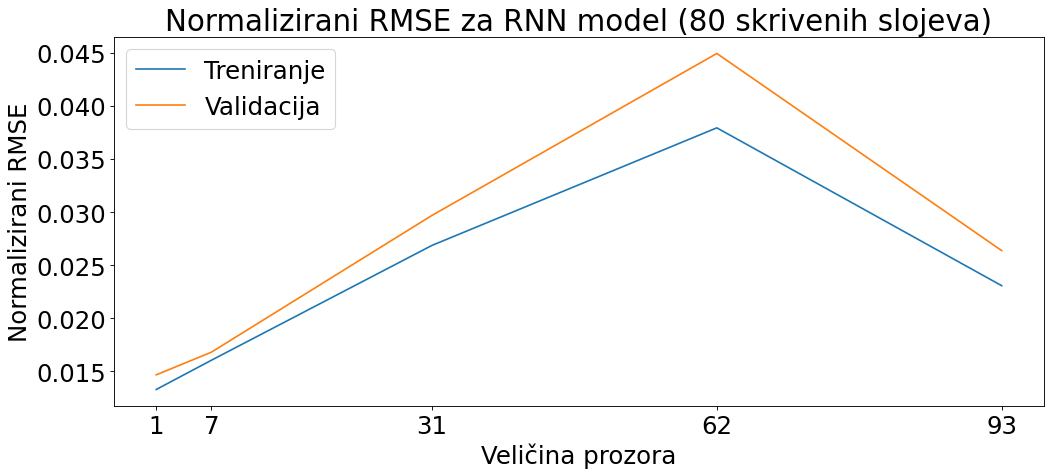 Normalizirani RMSE za RNN model (80 skrivenih slojeva)
Treniranje
Validacija
Normalizirani RMSE
0.045
0.040
0.035
0.030
0.025
0.020
0.015
1 7 31 62 93
Veličina prozora